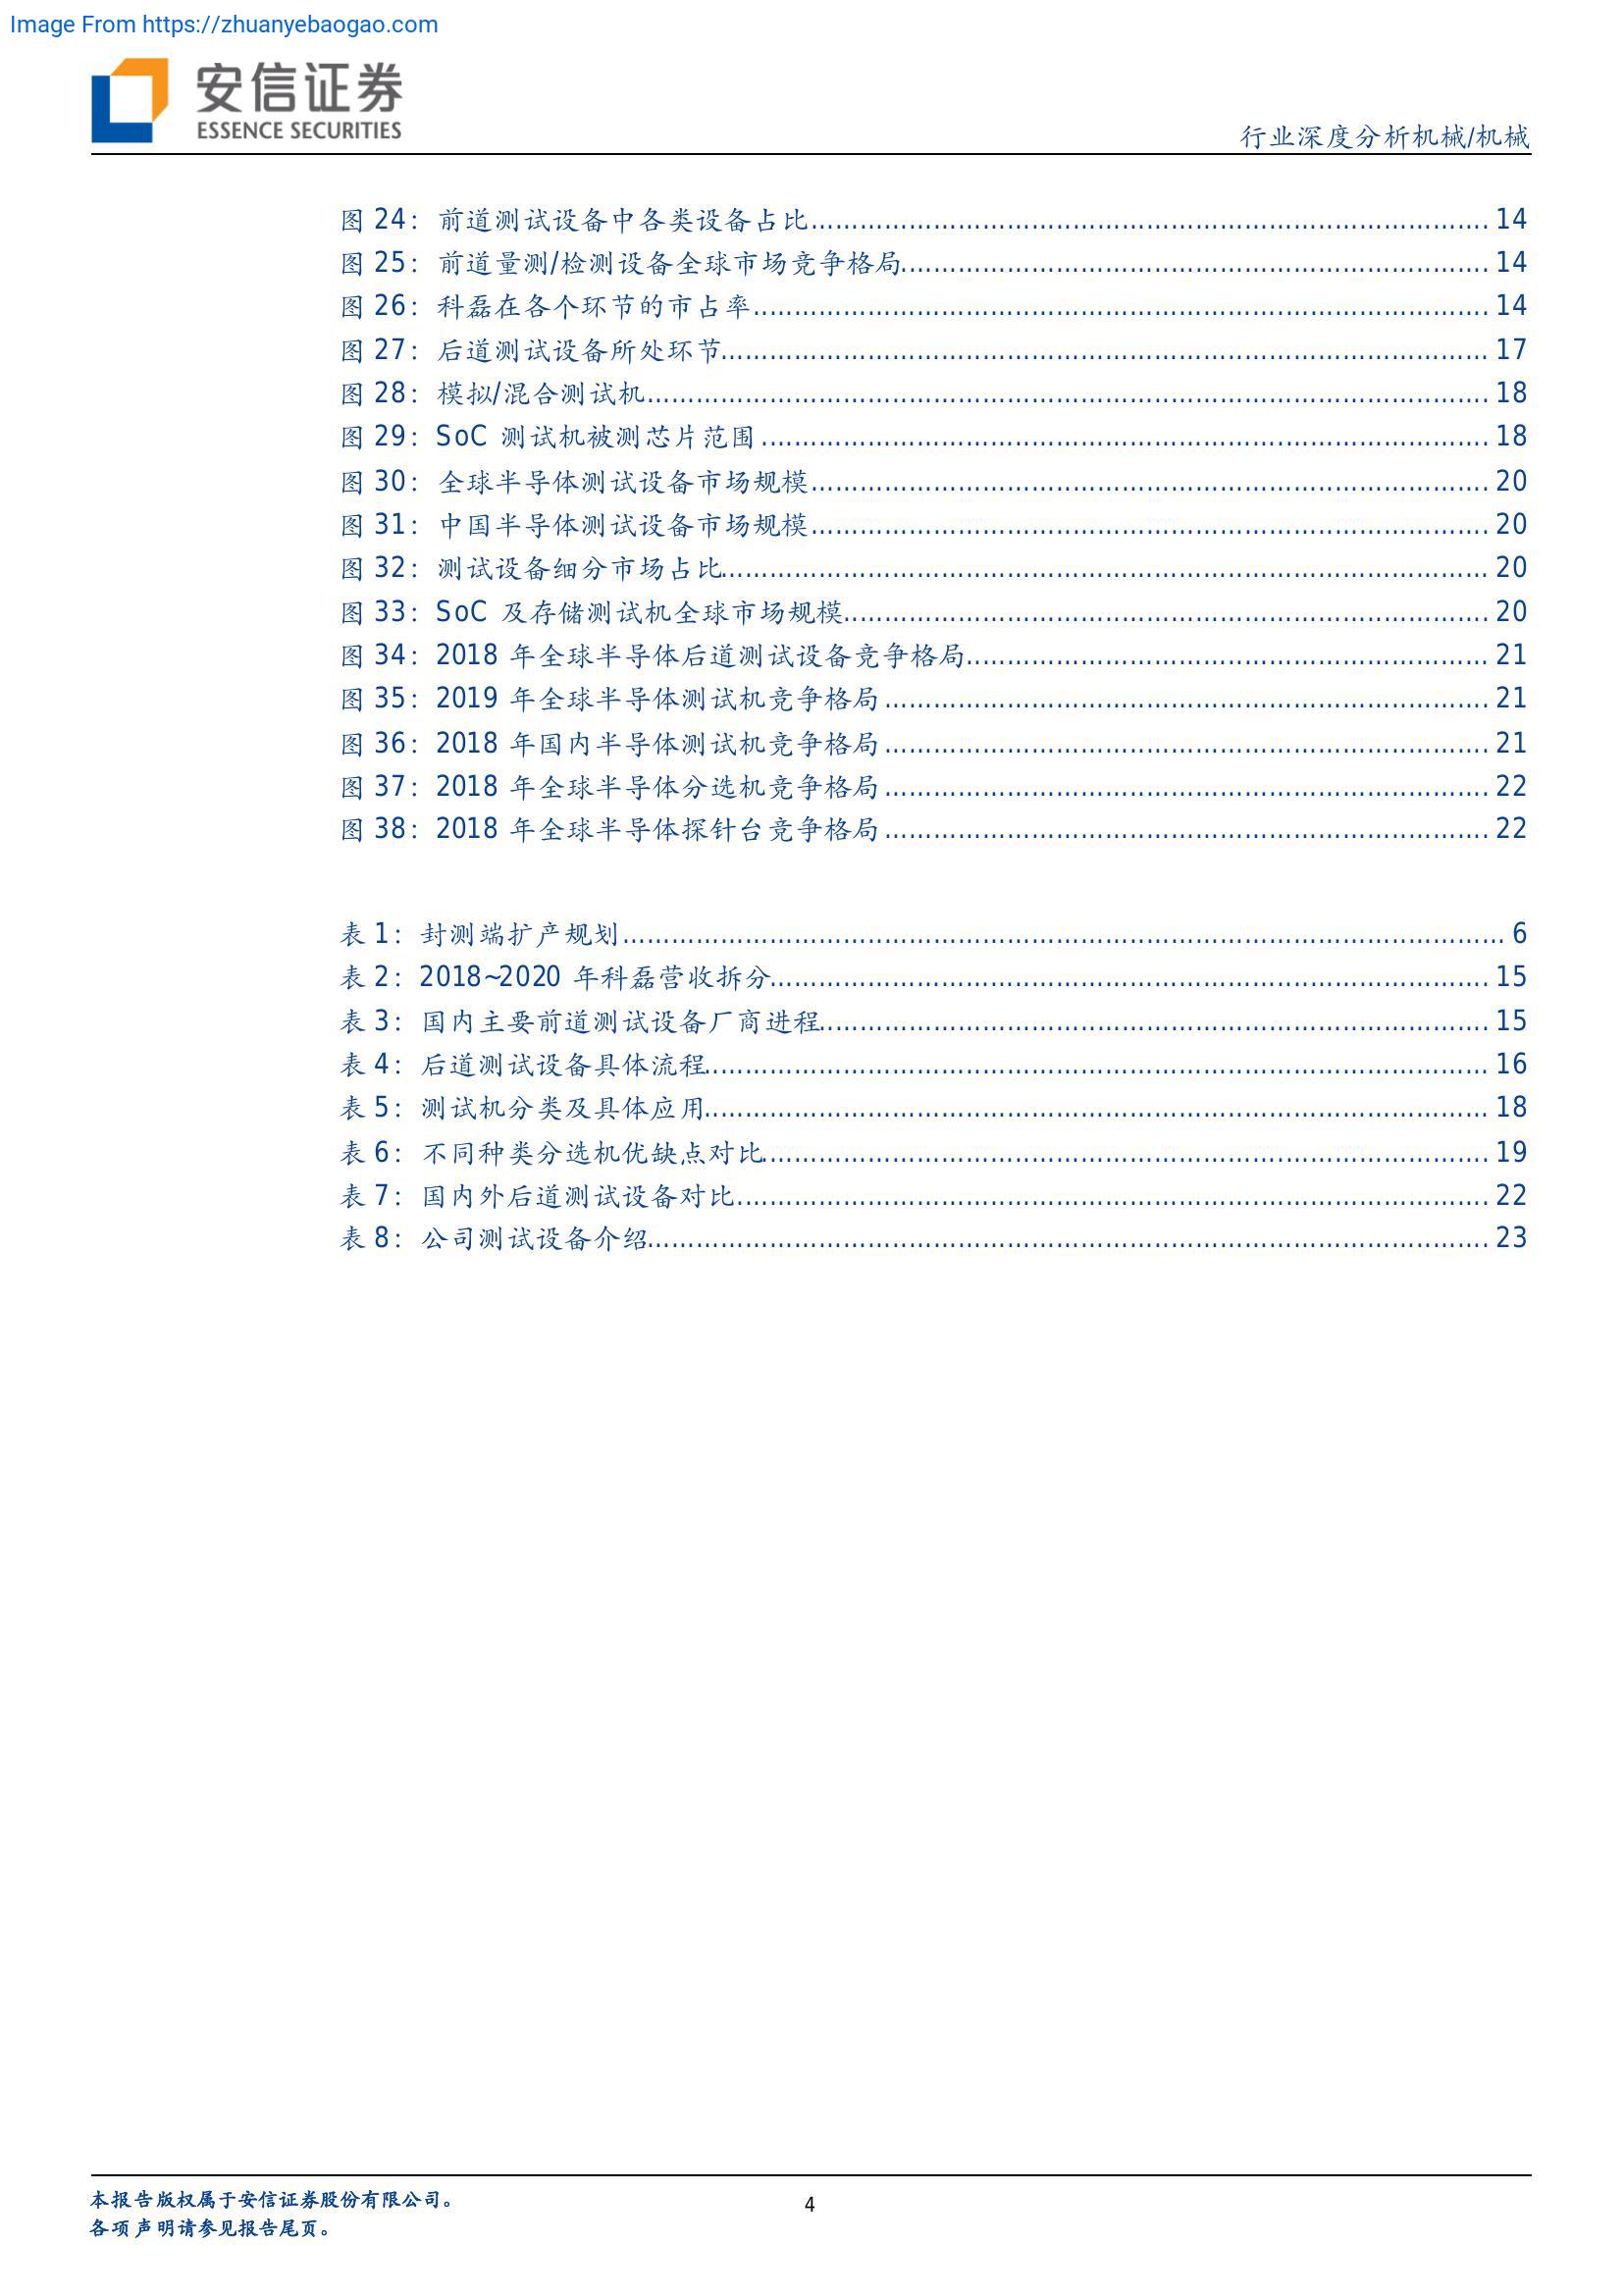 Image From https://zhuanyebaogao.com
安信证券
ESSENCE SECURITIES
行业深度分析机械/机械
图 24：前道测试设备中各类设备占比 14
图 25：前道量测/检测设备全球市场竞争格局 14
图 26：科磊在各个环节的市占率 14
图 27：后道测试设备所处环节 17
图 28：模拟/混合测试机 18
图 29：SoC 测试机被测芯片范围 18
图 30：全球半导体测试设备市场规模 20
图 31：中国半导体测试设备市场规模 20
图 32：测试设备细分市场占比 20
图 33：SoC 及存储测试机全球市场规模 20
图 34：2018 年全球半导体后道测试设备竞争格局 21
图 35：2019 年全球半导体测试机竞争格局 21
图 36：2018 年国内半导体测试机竞争格局 21
图 37：2018 年全球半导体分选机竞争格局 22
图 38：2018 年全球半导体探针台竞争格局 22
表 1：封测端扩产规划 6
表 2：2018~2020 年科磊营收拆分 15
表 3：国内主要前道测试设备厂商进程 15
表 4：后道测试设备具体流程 16
表 5：测试机分类及具体应用 18
表 6：不同种类分选机优缺点对比 19
表 7：国内外后道测试设备对比 22
表 8：公司测试设备介绍 23
本报告版权属于安信证券股份有限公司。
4
各项声明请参见报告尾页。